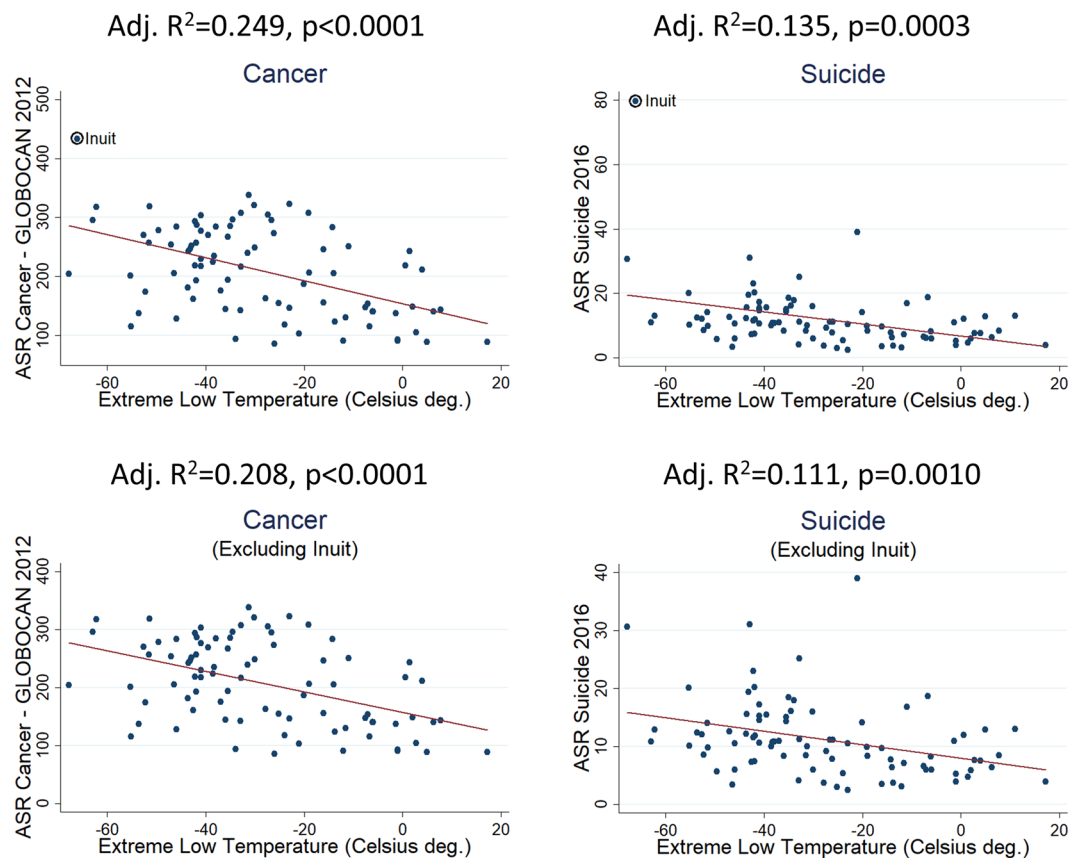 Adj. R²=0.249, p<0.0001
Cancer
ASR Cancer - GLOBOCAN 2012
500
400
300
200
100
Inuit
-60 -40 -20 0 20
Extreme Low Temperature (Celsius deg.)
Adj. R²=0.135, p=0.0003
Suicide
ASR Suicide 2016
80
60
40
20
0
Inuit
-60 -40 -20 0 20
Extreme Low Temperature (Celsius deg.)
Adj. R²=0.208, p<0.0001
Cancer
(Excluding Inuit)
ASR Cancer - GLOBOCAN 2012
400
300
200
100
0
-60 -40 -20 0 20
Extreme Low Temperature (Celsius deg.)
Adj. R²=0.111, p=0.0010
Suicide
(Excluding Inuit)
ASR Suicide 2016
40
30
20
10
0
-60 -40 -20 0 20
Extreme Low Temperature (Celsius deg.)